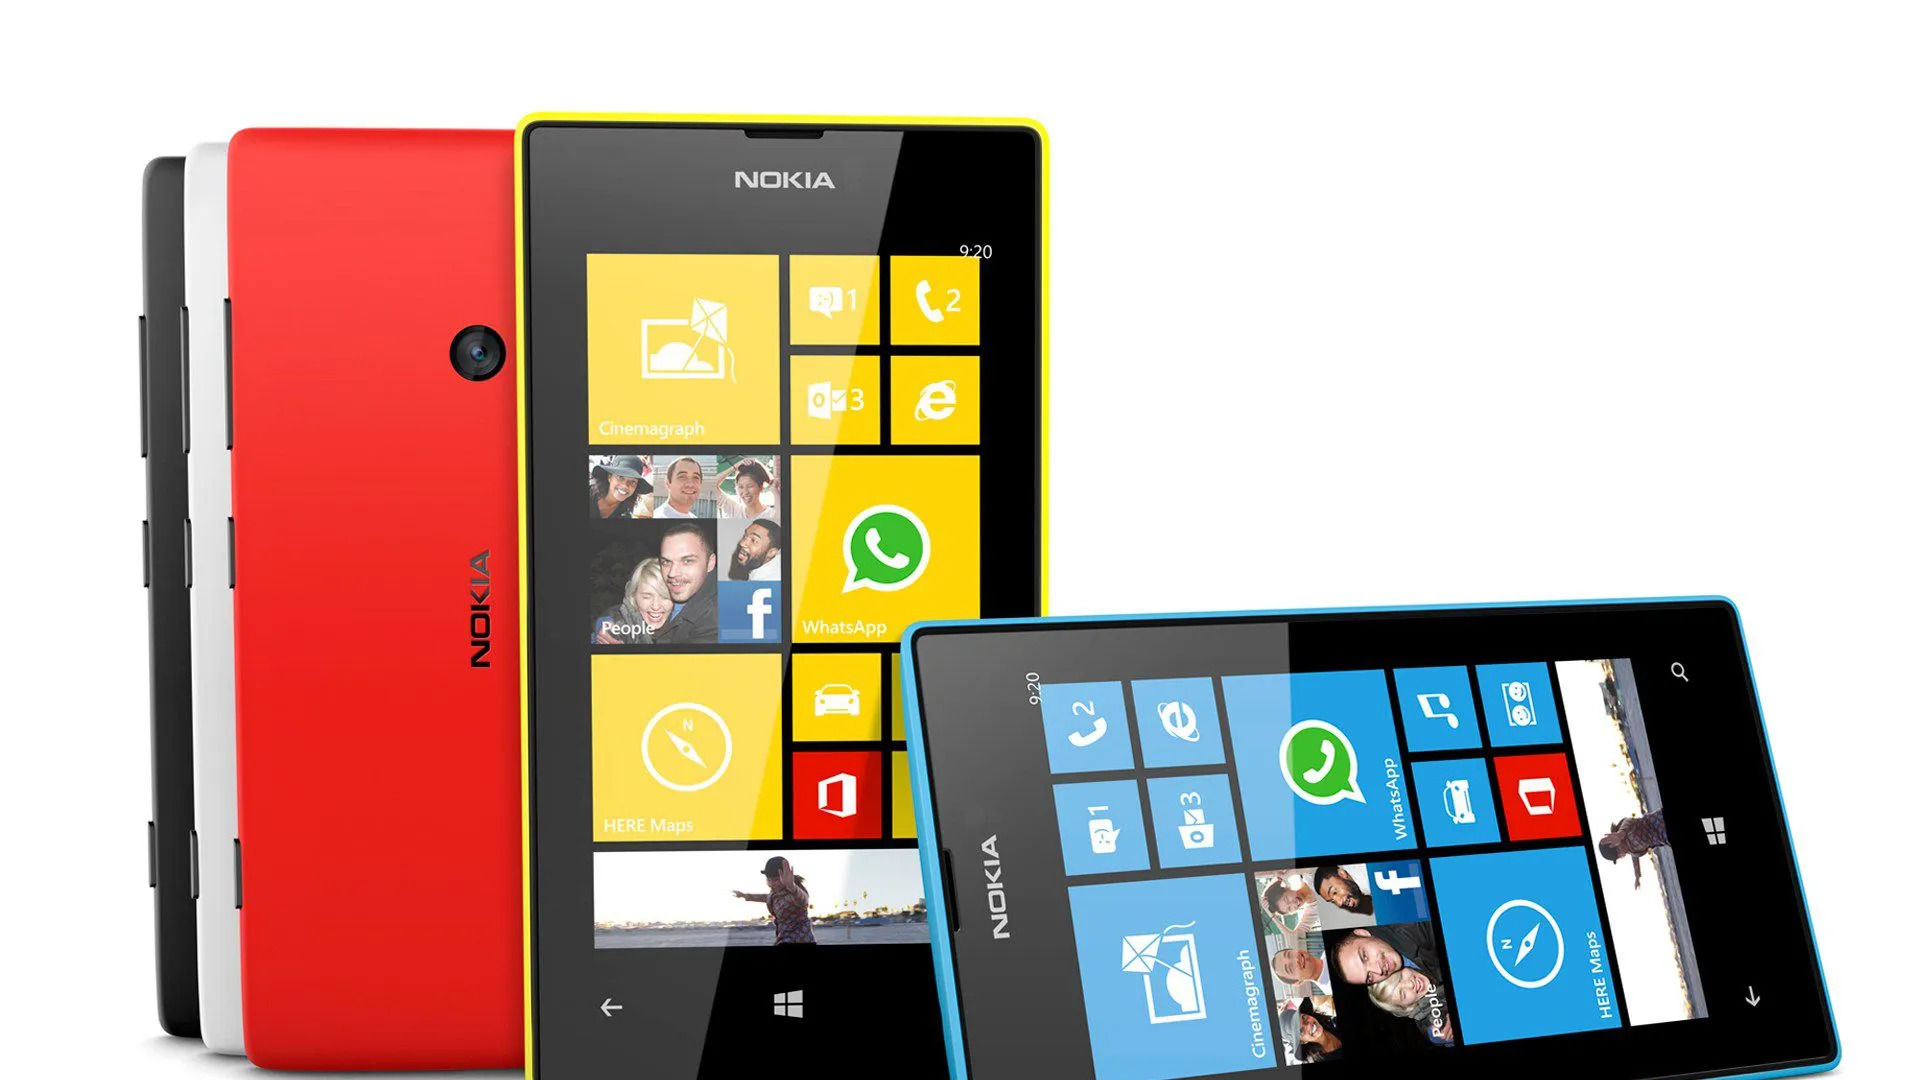 NOKIA
NOKIA
9:20
1
2
3
Cinemagraph
People
WhatsApp
N
HERE Maps
NOKIA
9:20
2
1
3
WhatsApp
Cinemagraph
People
N
HERE Maps